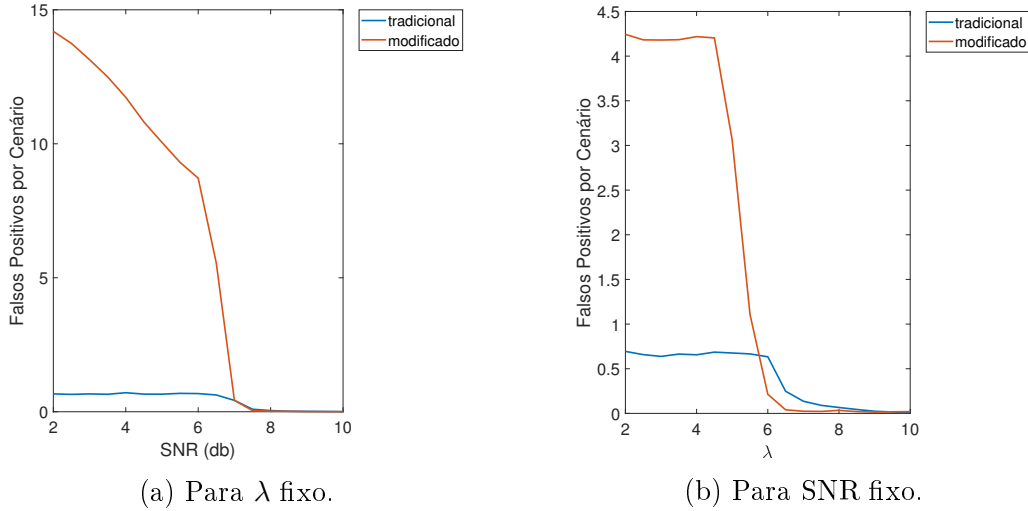 15
10
5
0
2
4
6
8
10
SNR (db)
Falsos Positivos por Cenário
tradicional
modificado
(a) Para λ fixo.
4.5
4
3.5
3
2.5
2
1.5
1
0.5
0
2
4
6
8
10
λ
Falsos Positivos por Cenário
tradicional
modificado
(b) Para SNR fixo.